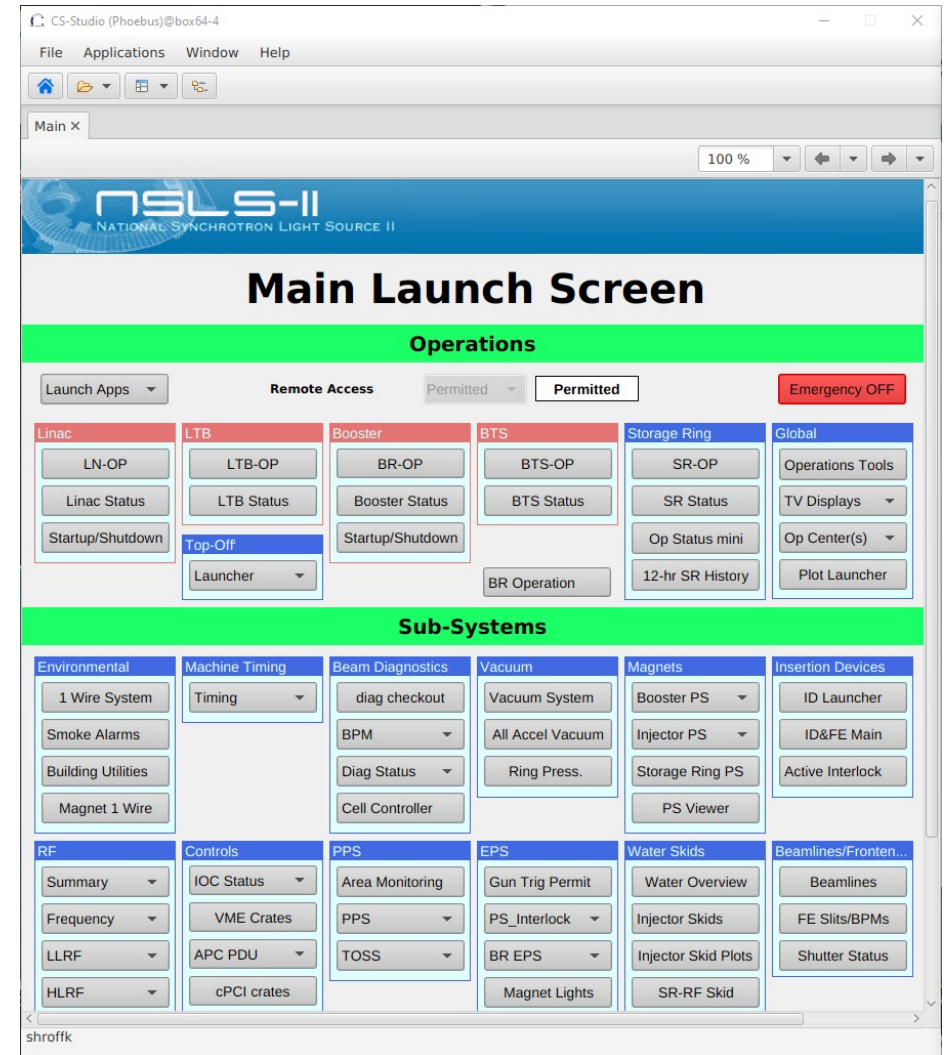 CS-Studio (Phoebus)@box64-4
File Applications Window Help
Main
100 %
NSLS-II
NATIONAL SYNCHROTRON LIGHT SOURCE II
Main Launch Screen
Operations
Launch Apps Remote Access Permitted Permitted Emergency OFF
Linac LTB Booster BTS Storage Ring Global
LN-OP LTB-OP BR-OP BTS-OP SR-OP Operations Tools
Linac Status LTB Status Booster Status BTS Status SR Status TV Displays
Startup/Shutdown Top-Off Startup/Shutdown Op Status mini Op Center(s)
Launcher BR Operation 12-hr SR History Plot Launcher
Sub-Systems
Environmental Machine Timing Beam Diagnostics Vacuum Magnets Insertion Devices
1 Wire System Timing diag checkout Vacuum System Booster PS ID Launcher
Smoke Alarms BPM All Accel Vacuum Injector PS ID&FE Main
Building Utilities Diag Status Ring Press. Storage Ring PS Active Interlock
Magnet 1 Wire Cell Controller PS Viewer
RF Controls PPS EPS Water Skids Beamlines/Fronten...
Summary IOC Status Area Monitoring Gun Trig Permit Water Overview Beamlines
Frequency VME Crates PPS PS_Interlock Injector Skids FE Slits/BPMs
LLRF APC PDU TOSS BR EPS Injector Skid Plots Shutter Status
HLRF cPCI crates Magnet Lights SR-RF Skid
shroffk